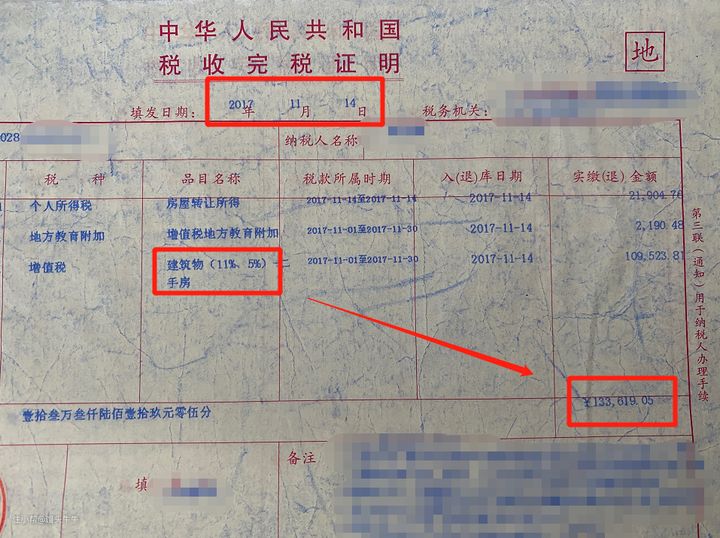 中华人民共和国
税收完税证明
地
填发日期： 2017 年 11 月 14 日 税务机关：
028
纳税人名称
税 种 品目名称 税款所属时期 入(退)库日期 实缴(退)金额
个人所得税 房屋转让所得 2017-11-14至2017-11-14 2017-11-14 21,904.76
地方教育附加 增值税地方教育附加 2017-11-01至2017-11-30 2017-11-14 2,190.48
增值税 建筑物（11%、5%）二 2017-11-01至2017-11-30 2017-11-14 109,523.81
手房
第三联(通知)用于纳税人办理手续
¥133,619.05
壹拾叁万叁仟陆佰壹拾玖元零伍分
备注
填